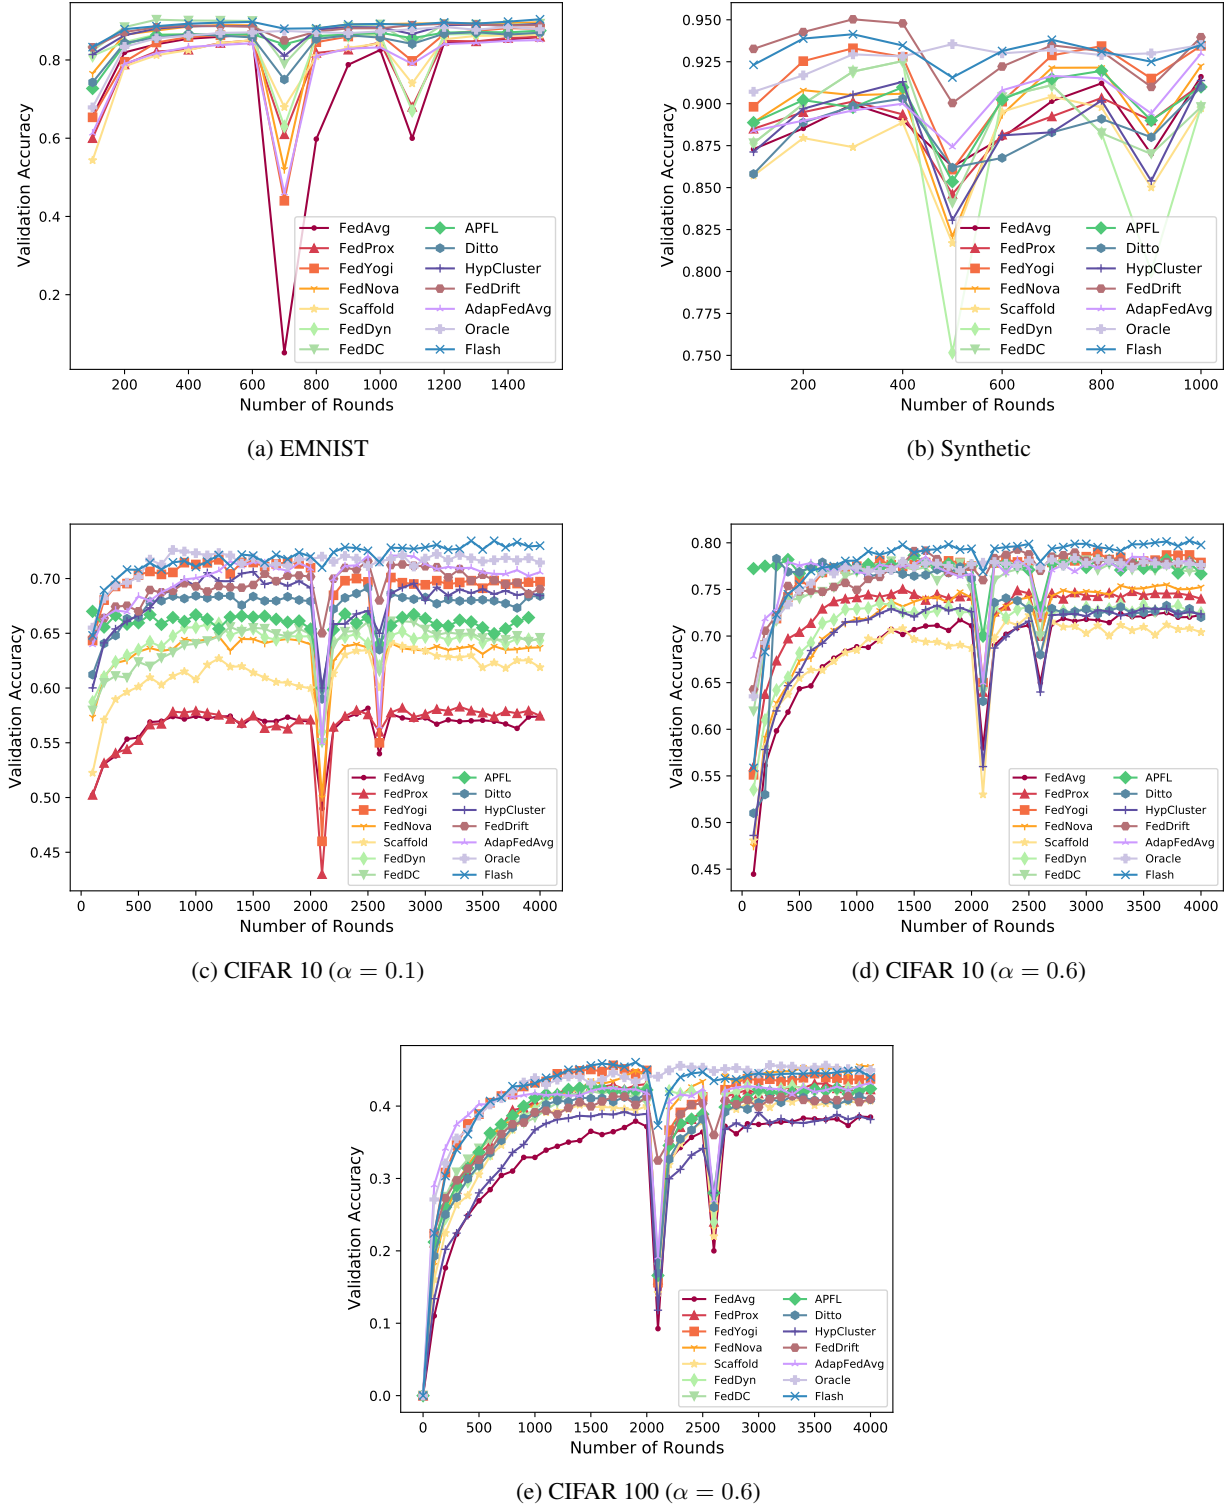 Validation Accuracy
0.8
0.6
0.4
0.2
200 400 600 800 1000 1200 1400
Number of Rounds
FedAvg
FedProx
FedYogi
FedNova
Scaffold
FedDyn
FedDC
APFL
Ditto
HypCluster
FedDrift
AdapFedAvg
Oracle
Flash
(a) EMNIST
Validation Accuracy
0.950
0.925
0.900
0.875
0.850
0.825
0.800
0.775
0.750
200 400 600 800 1000
Number of Rounds
FedAvg
FedProx
FedYogi
FedNova
Scaffold
FedDyn
FedDC
APFL
Ditto
HypCluster
FedDrift
AdapFedAvg
Oracle
Flash
(b) Synthetic
Validation Accuracy
0.70
0.65
0.60
0.55
0.50
0.45
0 500 1000 1500 2000 2500 3000 3500 4000
Number of Rounds
FedAvg
FedProx
FedYogi
FedNova
Scaffold
FedDyn
FedDC
APFL
Ditto
HypCluster
FedDrift
AdapFedAvg
Oracle
Flash
(c) CIFAR 10 (α = 0.1)
Validation Accuracy
0.80
0.75
0.70
0.65
0.60
0.55
0.50
0.45
0 500 1000 1500 2000 2500 3000 3500 4000
Number of Rounds
FedAvg
FedProx
FedYogi
FedNova
Scaffold
FedDyn
FedDC
APFL
Ditto
HypCluster
FedDrift
AdapFedAvg
Oracle
Flash
(d) CIFAR 10 (α = 0.6)
Validation Accuracy
0.4
0.3
0.2
0.1
0.0
0 500 1000 1500 2000 2500 3000 3500 4000
Number of Rounds
FedAvg
FedProx
FedYogi
FedNova
Scaffold
FedDyn
FedDC
APFL
Ditto
HypCluster
FedDrift
AdapFedAvg
Oracle
Flash
(e) CIFAR 100 (α = 0.6)